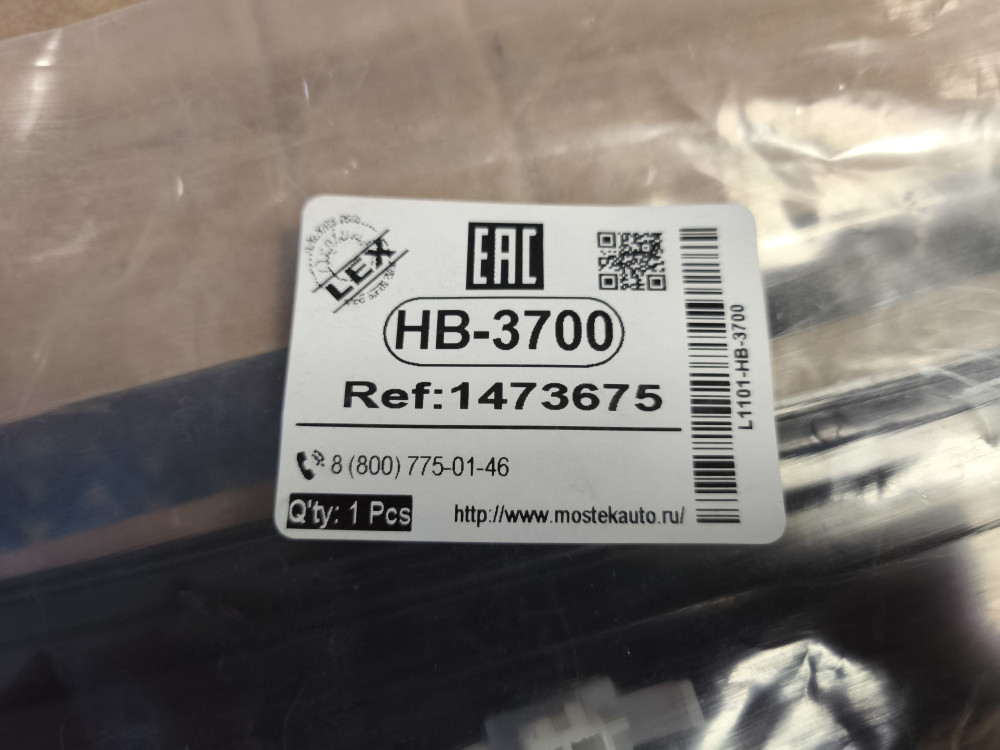 LEX
EAC
HB-3700
Ref:1473675
8 (800) 775-01-46
Q'ty: 1 Pcs
http://www.mostekauto.ru/
L1101-HB-3700